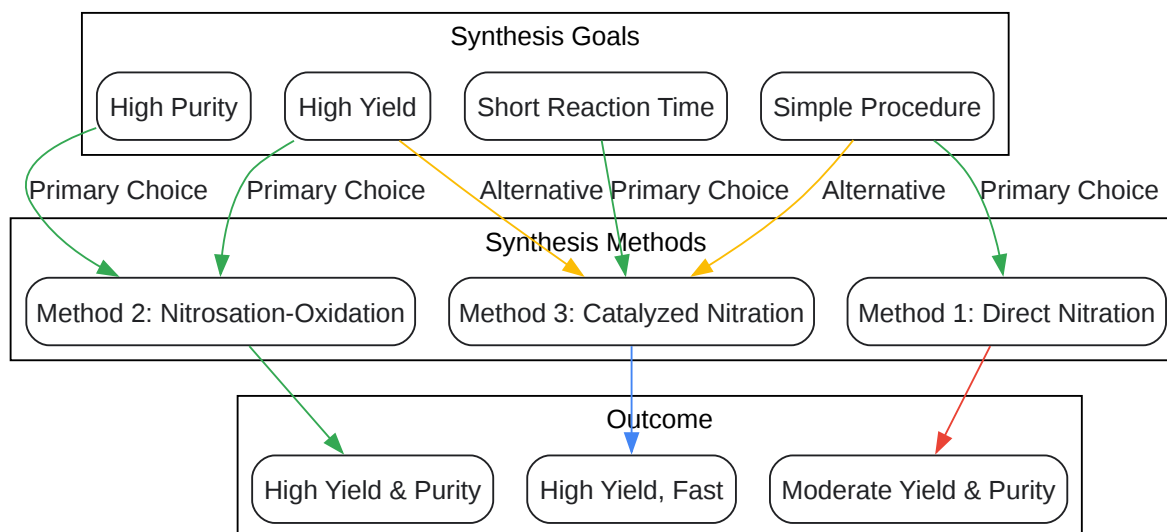 Synthesis Goals
High Purity
High Yield
Short Reaction Time
Simple Procedure
Primary Choice
Primary Choice
Alternative
Primary Choice
Alternative
Primary Choice
Synthesis Methods
Method 2: Nitrosation-Oxidation
Method 3: Catalyzed Nitration
Method 1: Direct Nitration
Outcome
High Yield & Purity
High Yield, Fast
Moderate Yield & Purity